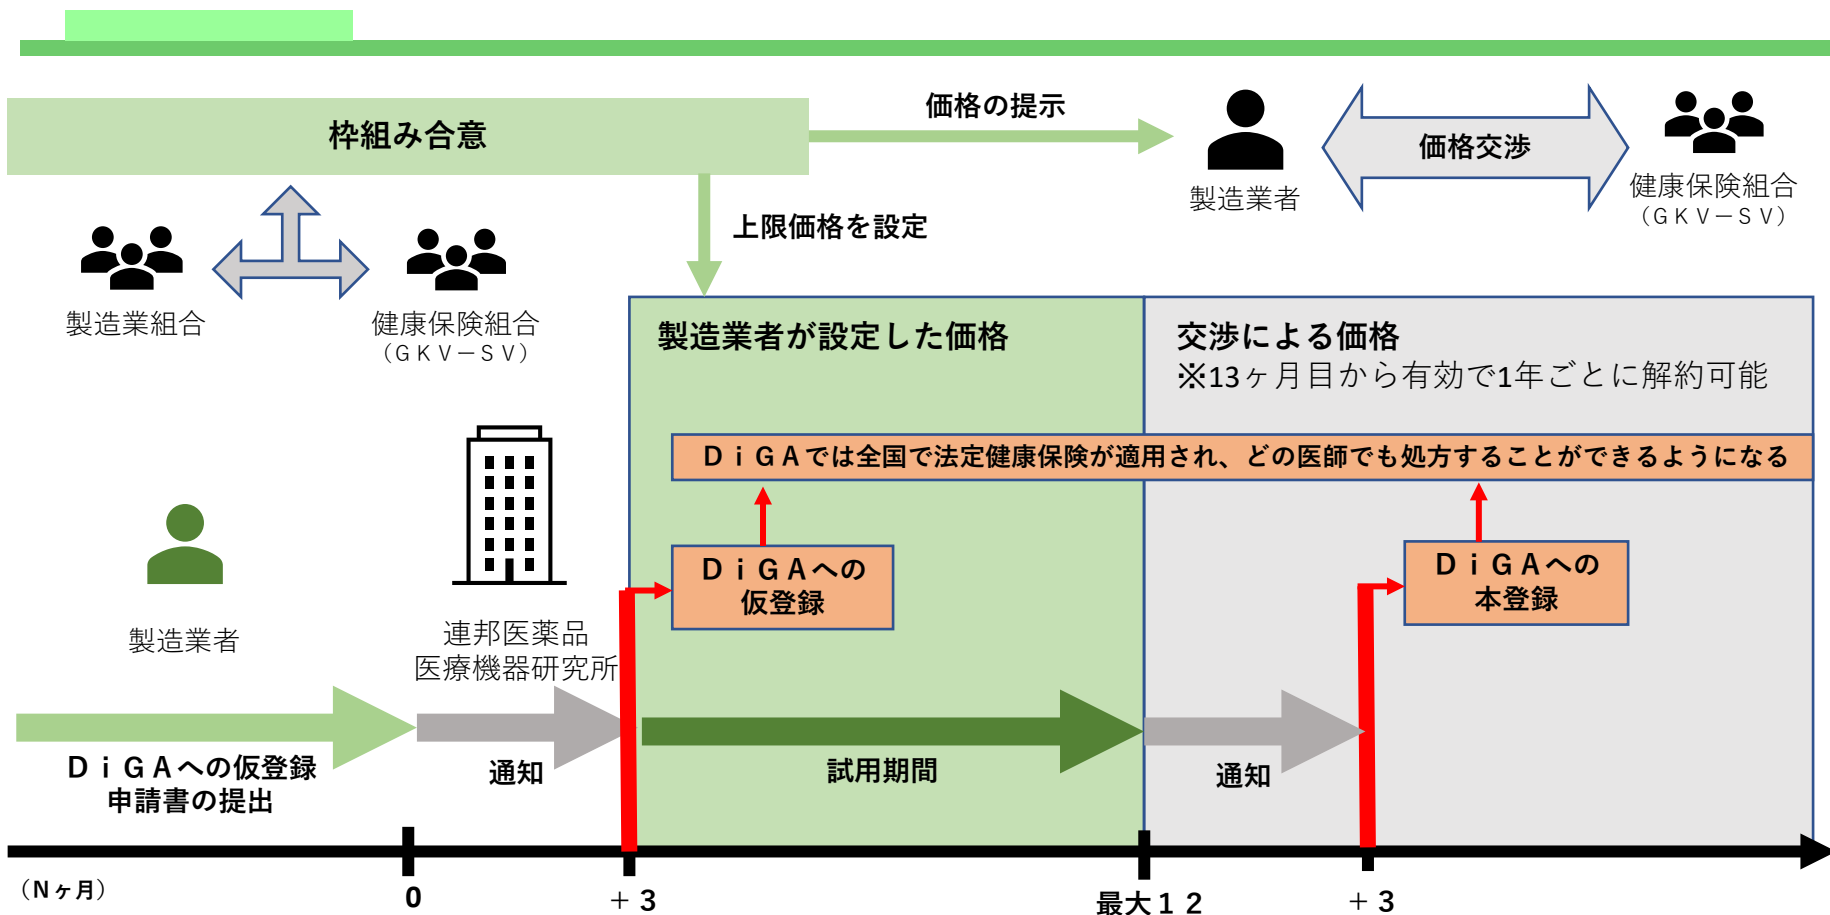 枠組み合意
価格の提示
価格交渉
製造業者
健康保険組合
（ＧＫＶ－ＳＶ）
上限価格を設定
製造業組合
健康保険組合
（ＧＫＶ－ＳＶ）
製造業者が設定した価格
交渉による価格
※13ヶ月目から有効で1年ごとに解約可能
ＤｉＧＡでは全国で法定健康保険が適用され、どの医師でも処方することができるようになる
ＤｉＧＡへの
仮登録
ＤｉＧＡへの
本登録
製造業者
連邦医薬品
医療機器研究所
ＤｉＧＡへの仮登録
申請書の提出
通知
試用期間
通知
（Nヶ月）
0
＋３
最大１２
＋３